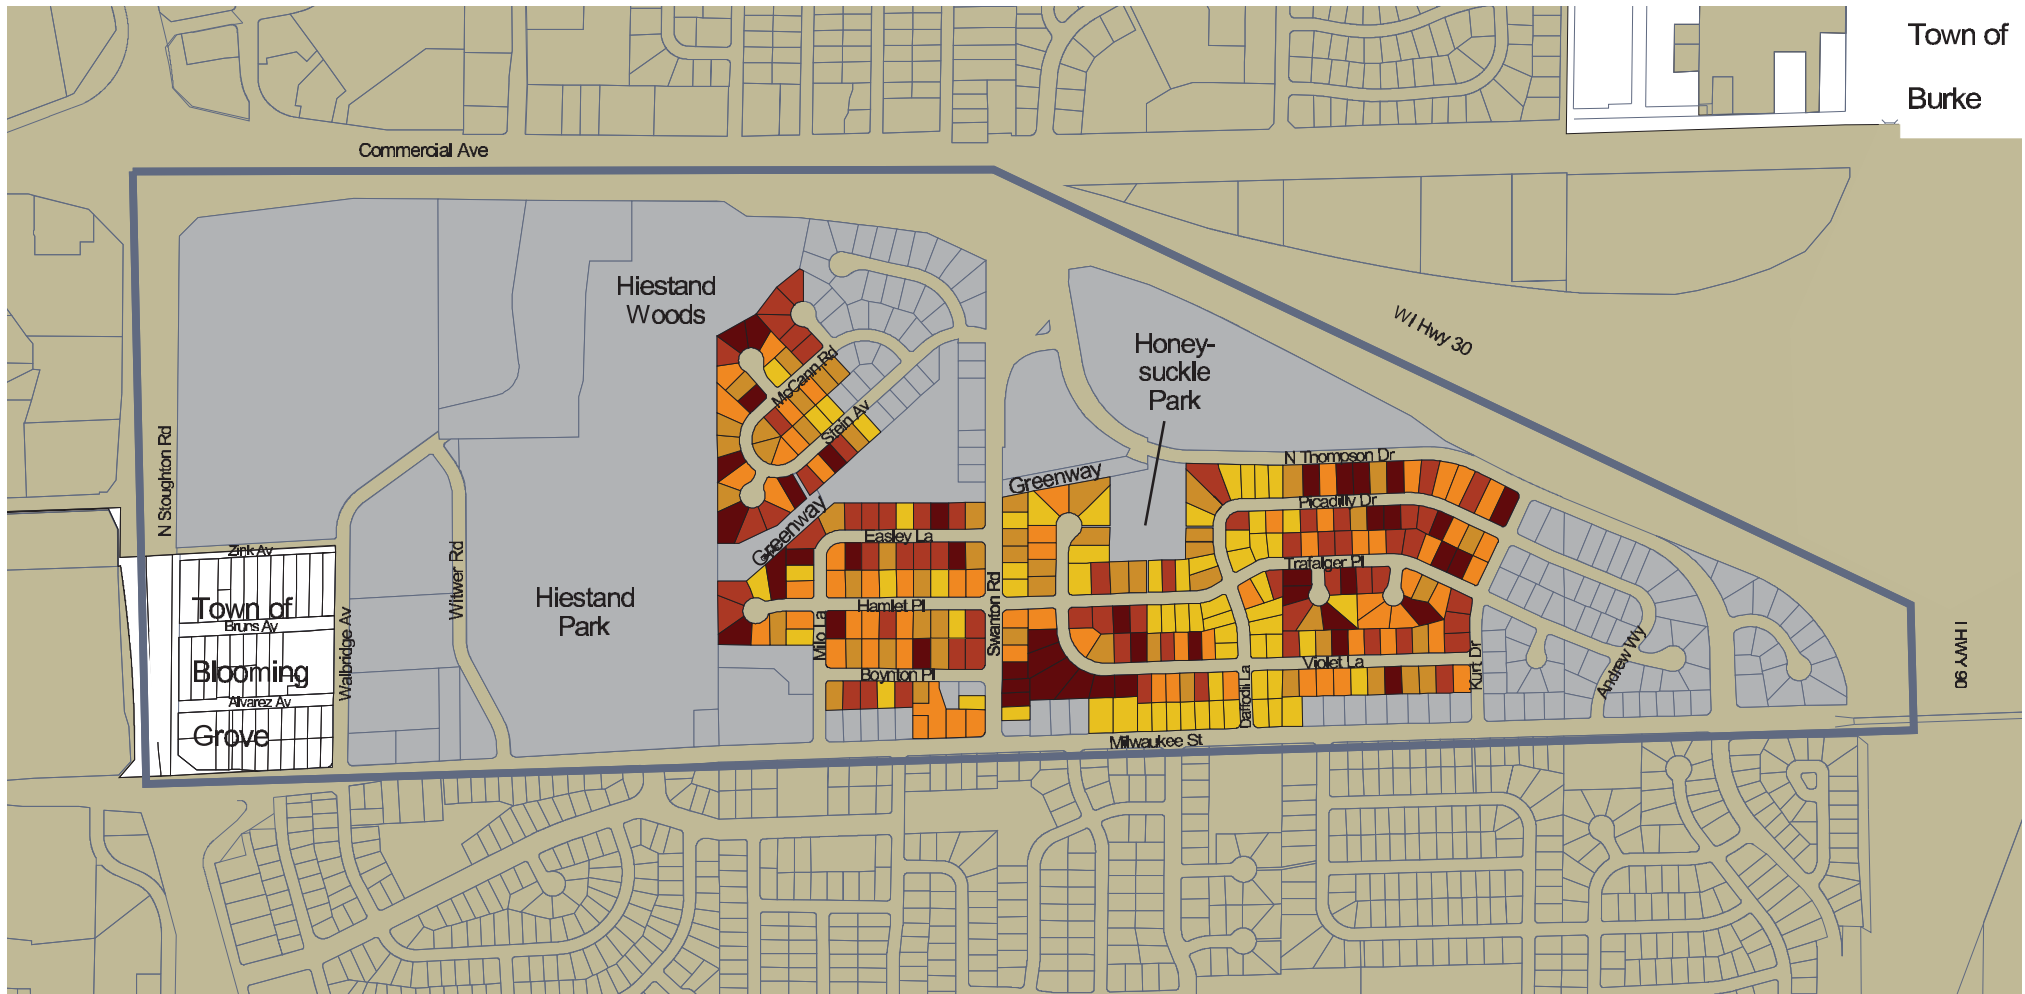 Town of
Burke
Commercial Ave
Hiestand
Woods
WI Hwy 30
Honey-
suckle
Park
McCann Rd
Stein Av
N Stoughton Rd
N Thompson Dr
Greenway
Picadilly Dr
Greenway
Easley La
Zink Av
Trafalger Pl
Witwer Rd
Hiestand
Park
Swanton Rd
Hamlet Pl
Town of
Bruns Av
Milo La
Walbridge Av
Blooming
Boynton Pl
Violet La
Kurt Dr
Andrew Wy
I HWY 90
Alvarez Av
Daffodil La
Grove
Milwaukee St